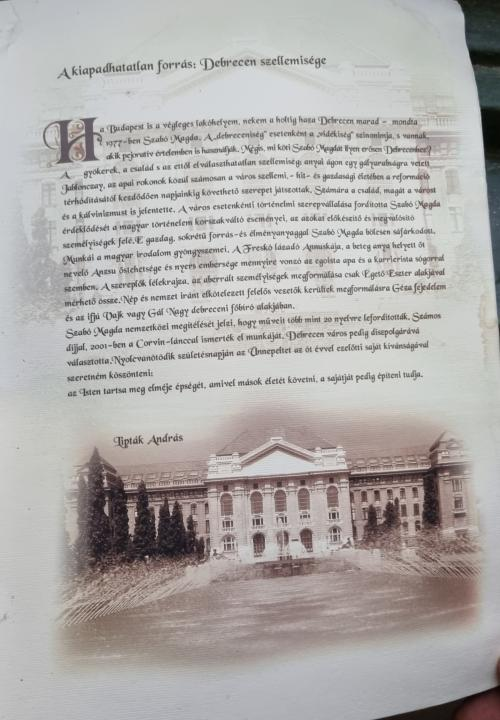 A kiapadhatatlan forrás: Debrecen szellemisége
Ha Budapest is a végleges lakóhelyem, nekem a holtig haza Debrecen marad – mondta
1977-ben Szabó Magda. A „debreceniség” esetenként a „vidékiség” szinonimja, s vannak,
akik pejoratív értelemben is használják. Mégis, mi köti Szabó Magdát ilyen erősen Debrecenhez?
A gyökerek, a család s az ettől elválaszthatatlan szellemiség; anyai ágon egy gályarabságra vetett
Jablonczay, az apai rokonok közül számosan a város szellemi,- hit- és gazdasági életében a reformáció
térhódításától kezdődően napjainkig követhető szerepet játszottak. Számára a család, magát a várost
és a kálvinizmust is jelentette. A város esetenkénti történelmi szerepvállalása fordította Szabó Magda
érdeklődését a magyar történelem korszakváltó eseményei, az azokat előkészítő és megvalósító
személyiségek felé. E gazdag, sokrétű forrás- és élményanyaggal Szabó Magda bölcsen sáfárkodott.
Munkái a magyar irodalom gyöngyszemei. A Freskó lázadó Annuskája, a beteg anya helyett őt
nevelő Anzsu őstehetsége és nyers embersége mennyire vonzó az egoista apa és a karrierista sógorral
szemben. A szereplők lélekrajza, az aberrált személyiségek megformálása csak Égető Eszter alakjával
mérhető össze. Nép és nemzet iránt elkötelezett felelős vezetők kerültek megformálásra Géza fejedelem
és az ifjú Vajk vagy Gál Nagy debreceni főbíró alakjában.
Szabó Magda nemzetközi megítélését jelzi, hogy műveit több mint 20 nyelvre lefordították. Számos
díjjal, 2001-ben a Corvin-lánccal ismerték el munkáját. Debrecen város pedig díszpolgárává
választotta. Nyolcvanötödik születésnapján az Ünnepeltet az öt évvel ezelőtti saját kívánságával
szeretném köszönteni:
az Isten tartsa meg elméje épségét, amivel mások életét követni, a sajátját pedig építeni tudja.
Lipták András